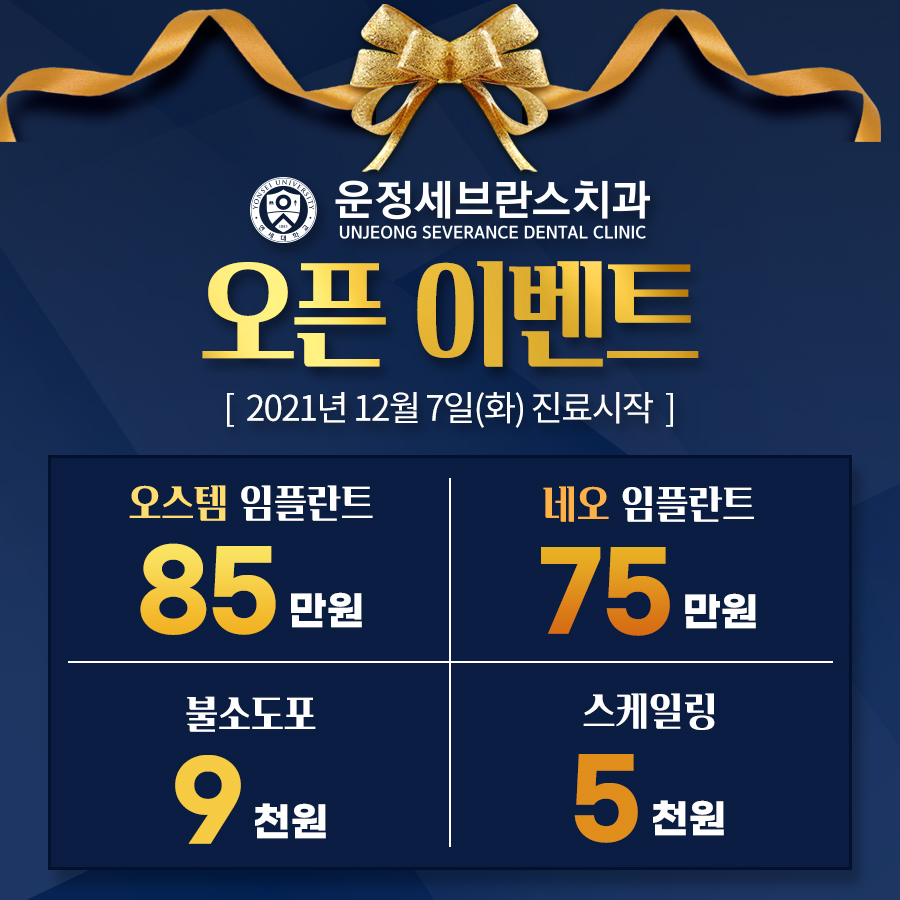 YONSEI UNIVERSITY
연세대학교
운정세브란스치과
UNJEONG SEVERANCE DENTAL CLINIC
오픈 이벤트
[ 2021년 12월 7일(화) 진료시작 ]
오스템 임플란트
85 만원
네오 임플란트
75 만원
불소도포
9 천원
스케일링
5 천원